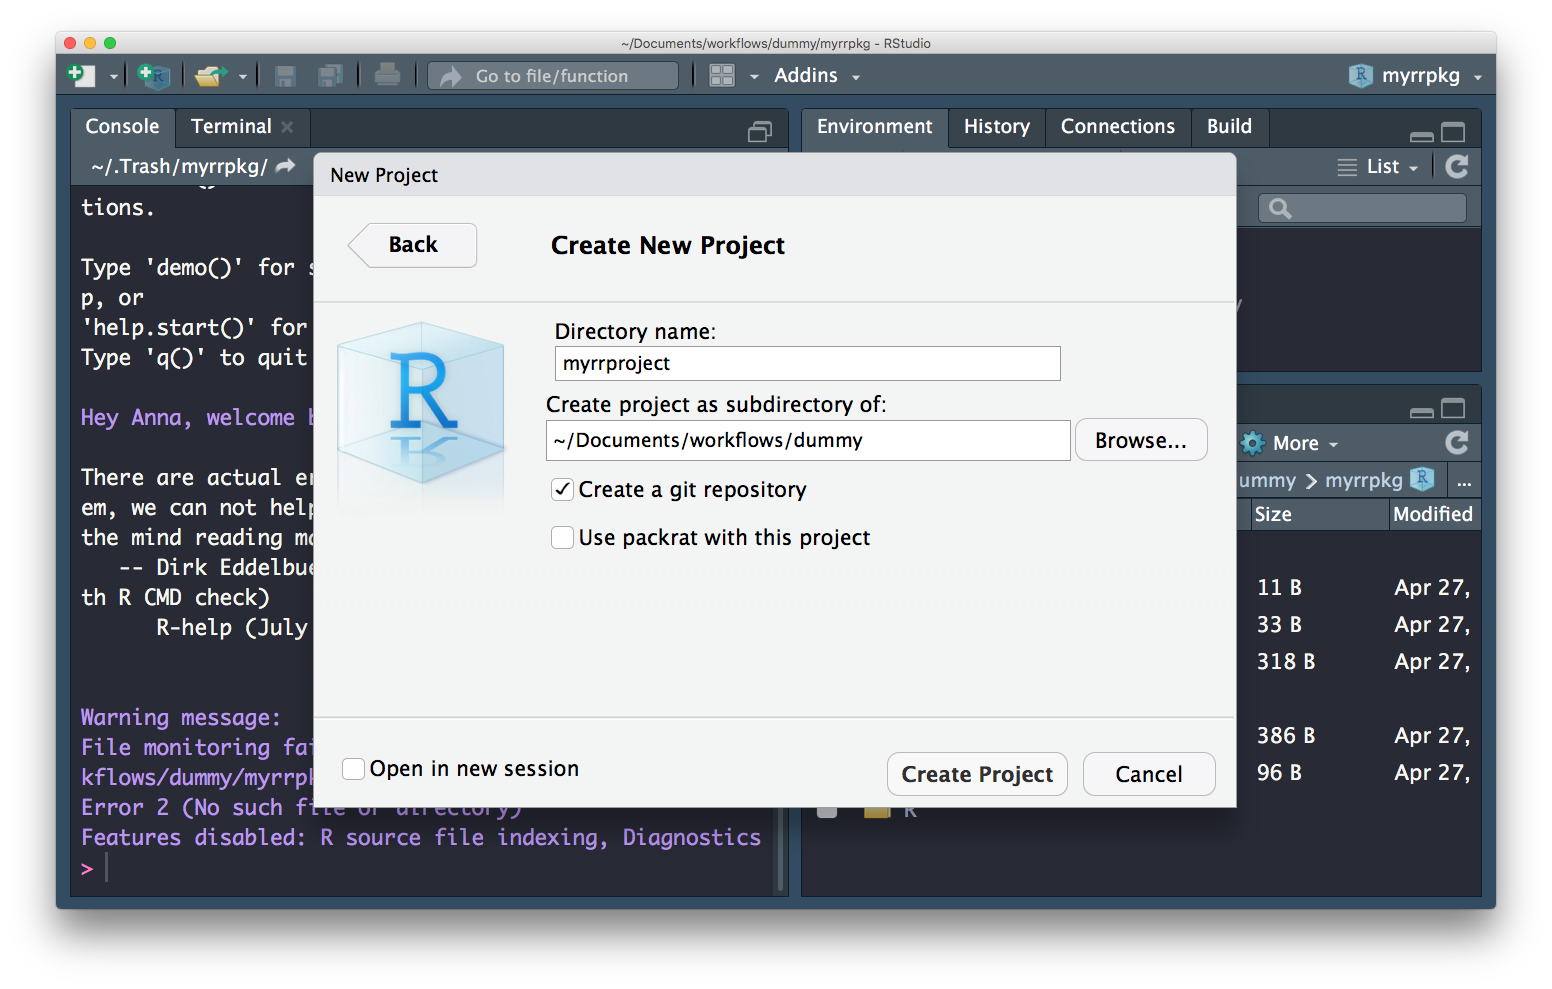 ~/Documents/workflows/dummy/myrrpkg - RStudio
Go to file/function
Addins
R myrrpkg
Console Terminal
Environment History Connections Build
~/.Trash/myrrpkg/
List
tions.
Type 'demo()' for
p, or
'help.start()' for
Type 'q()' to quit
Hey Anna, welcome
There are actual
em, we can not help
the mind reading
-- Dirk
th R CMD check)
R-help (July
Warning message:
File monitoring
kflows/dummy/myrrpk
Error 2 (No such file or directory)
Features disabled: R source file indexing, Diagnostics
>
New Project
Back
Create New Project
R
Directory name:
myrrproject
Create project as subdirectory of:
~/Documents/workflows/dummy
Browse...
Create a git repository
Use packrat with this project
Open in new session
Create Project
Cancel
More
ummy > myrrpkg R ...
Size Modified
11 B Apr 27,
33 B Apr 27,
318 B Apr 27,
386 B Apr 27,
96 B Apr 27,
R